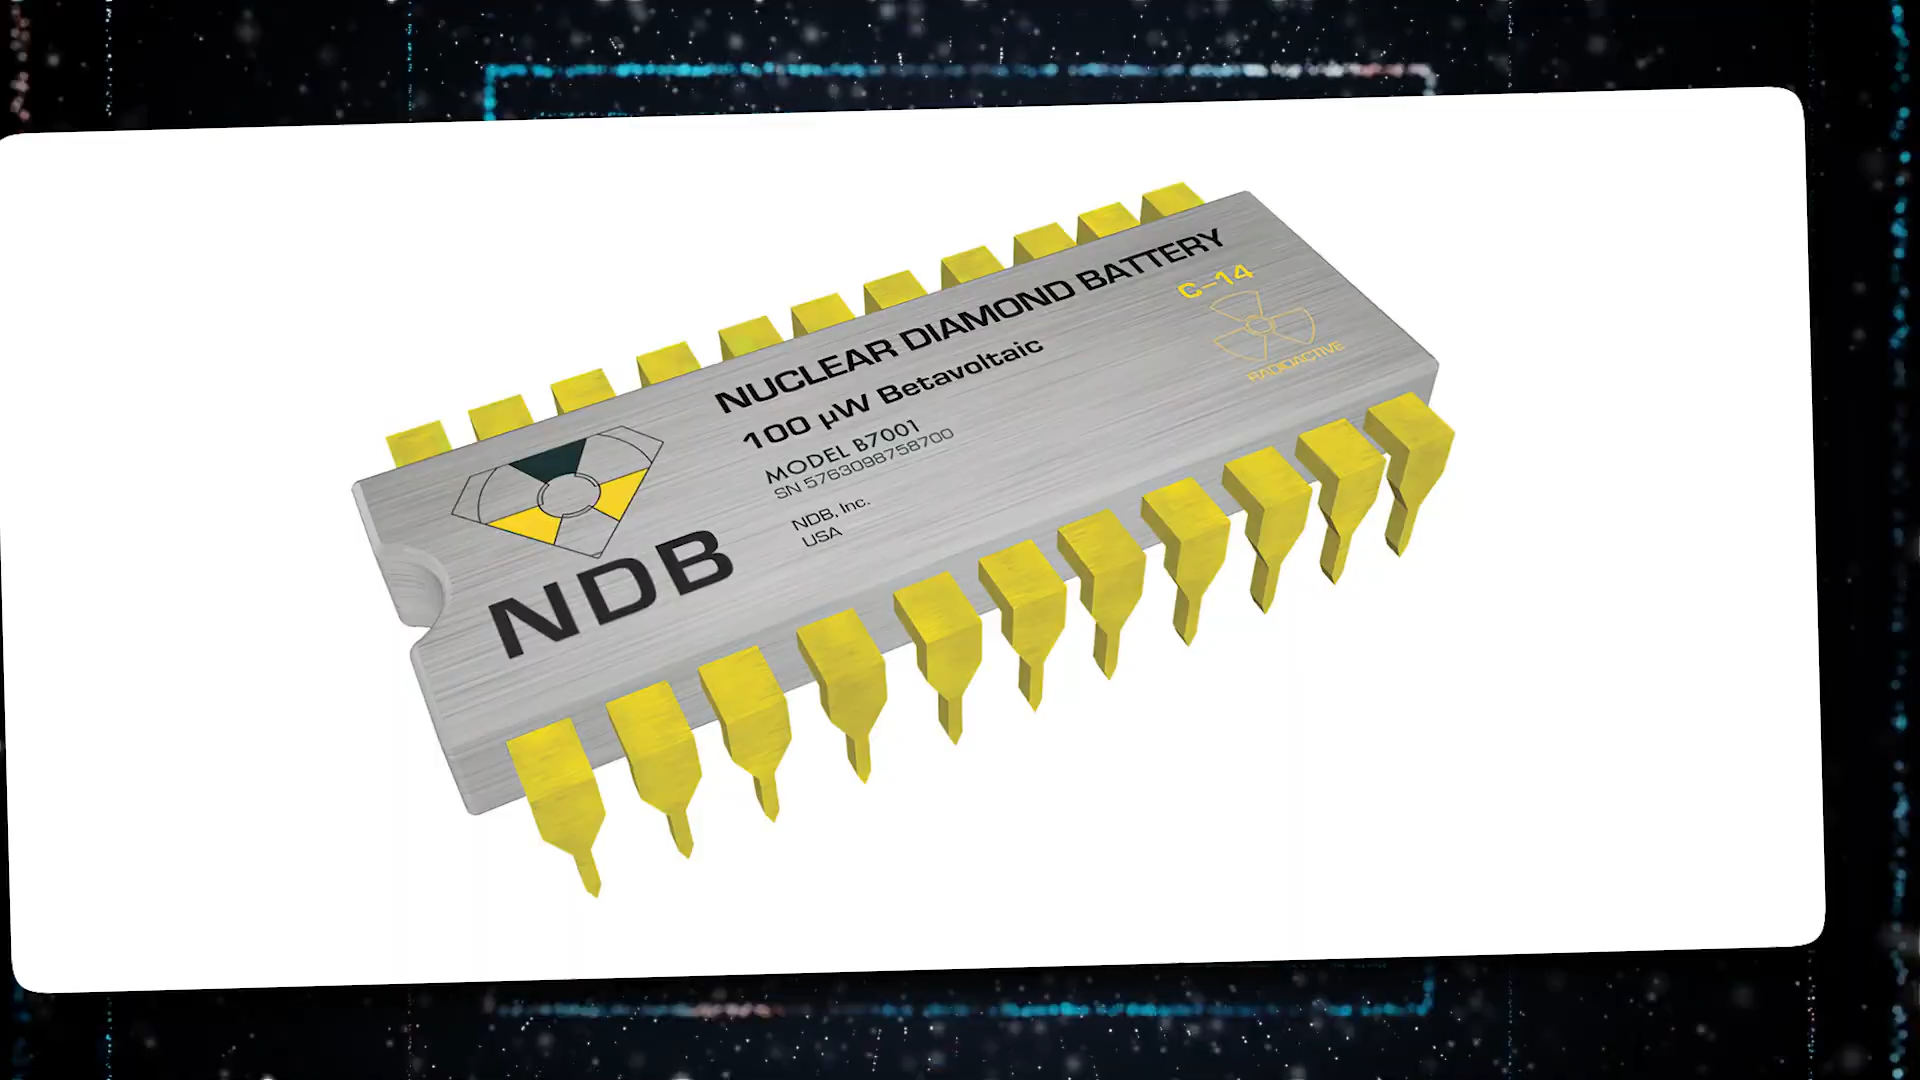 NUCLEAR DIAMOND BATTERY
100 µW Betavoltaic
MODEL B7001
SN 5763098758700
NDB, Inc.
USA
NDB
C-14
RADIOACTIVE